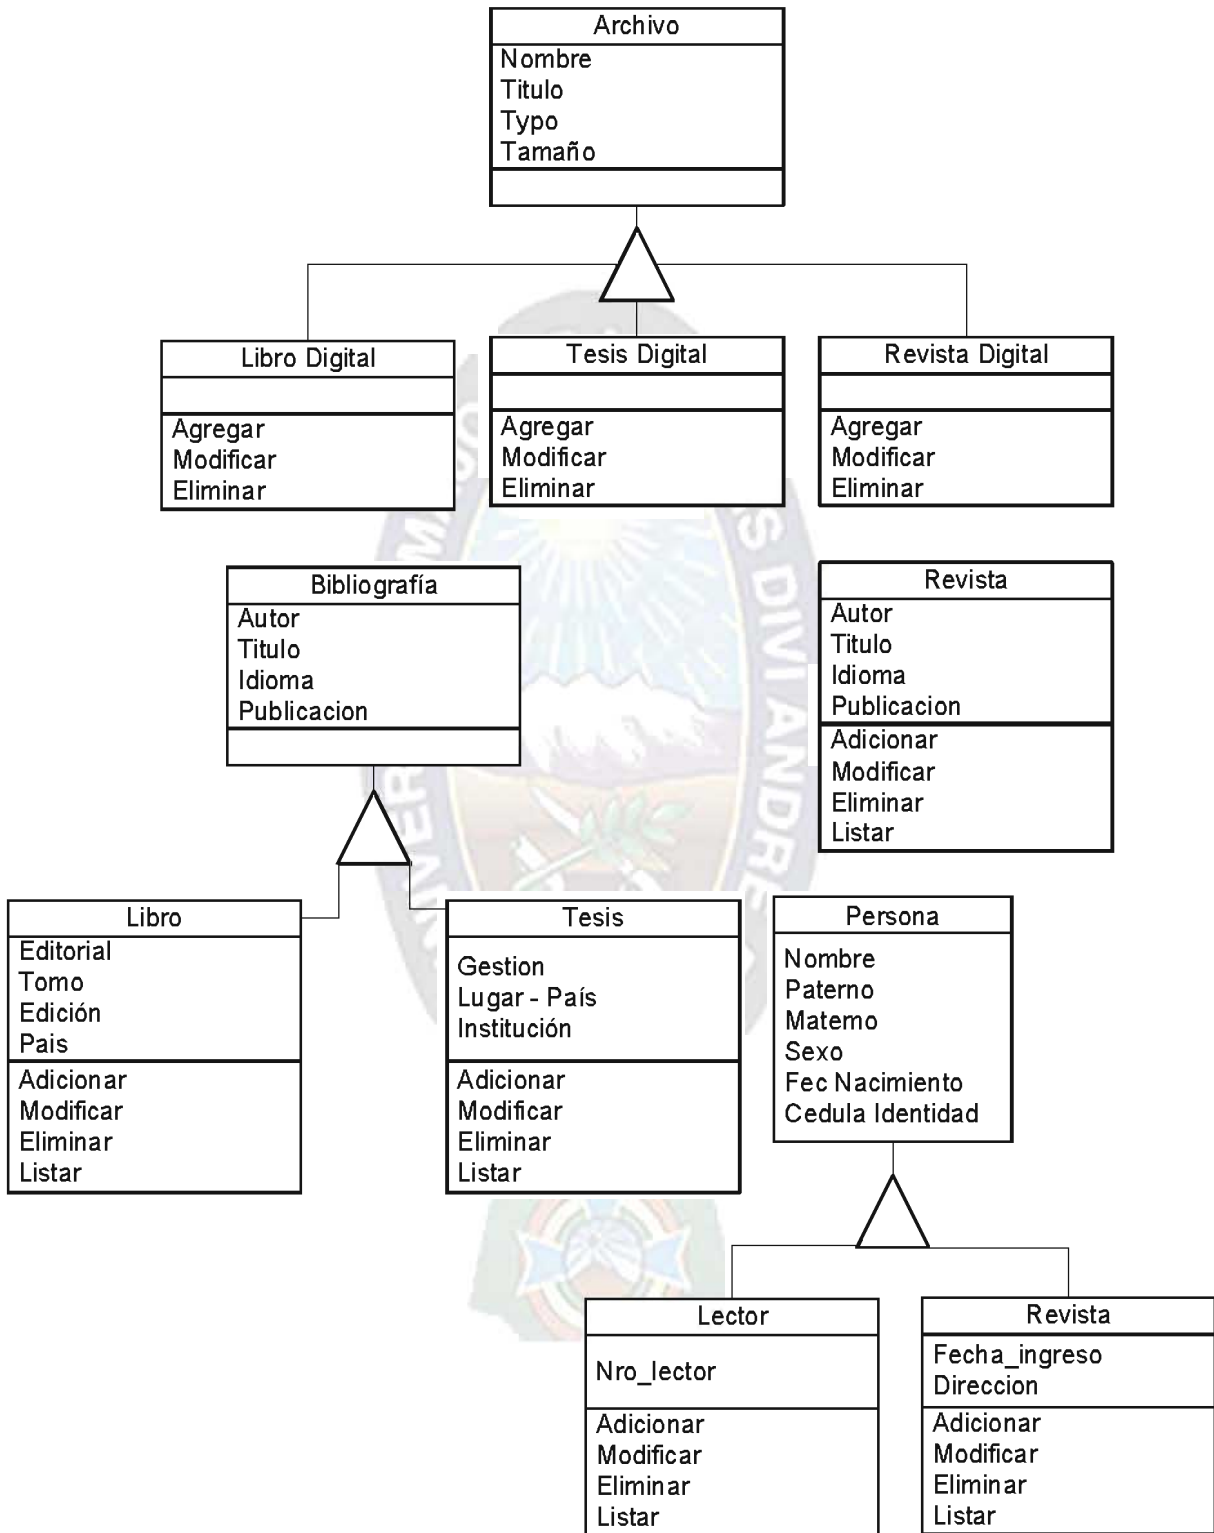 Archivo
Nombre
Titulo
Typo
Tamaño
Libro Digital
Agregar
Modificar
Eliminar
Tesis Digital
Agregar
Modificar
Eliminar
Revista Digital
Agregar
Modificar
Eliminar
Bibliografía
Autor
Titulo
Idioma
Publicacion
Revista
Autor
Titulo
Idioma
Publicacion
Adicionar
Modificar
Eliminar
Listar
Libro
Editorial
Tomo
Edición
Pais
Adicionar
Modificar
Eliminar
Listar
Tesis
Gestion
Lugar - País
Institución
Adicionar
Modificar
Eliminar
Listar
Persona
Nombre
Paterno
Materno
Sexo
Fec Nacimiento
Cedula Identidad
Lector
Nro_lector
Adicionar
Modificar
Eliminar
Listar
Revista
Fecha_ingreso
Direccion
Adicionar
Modificar
Eliminar
Listar
DIVI ANDRE